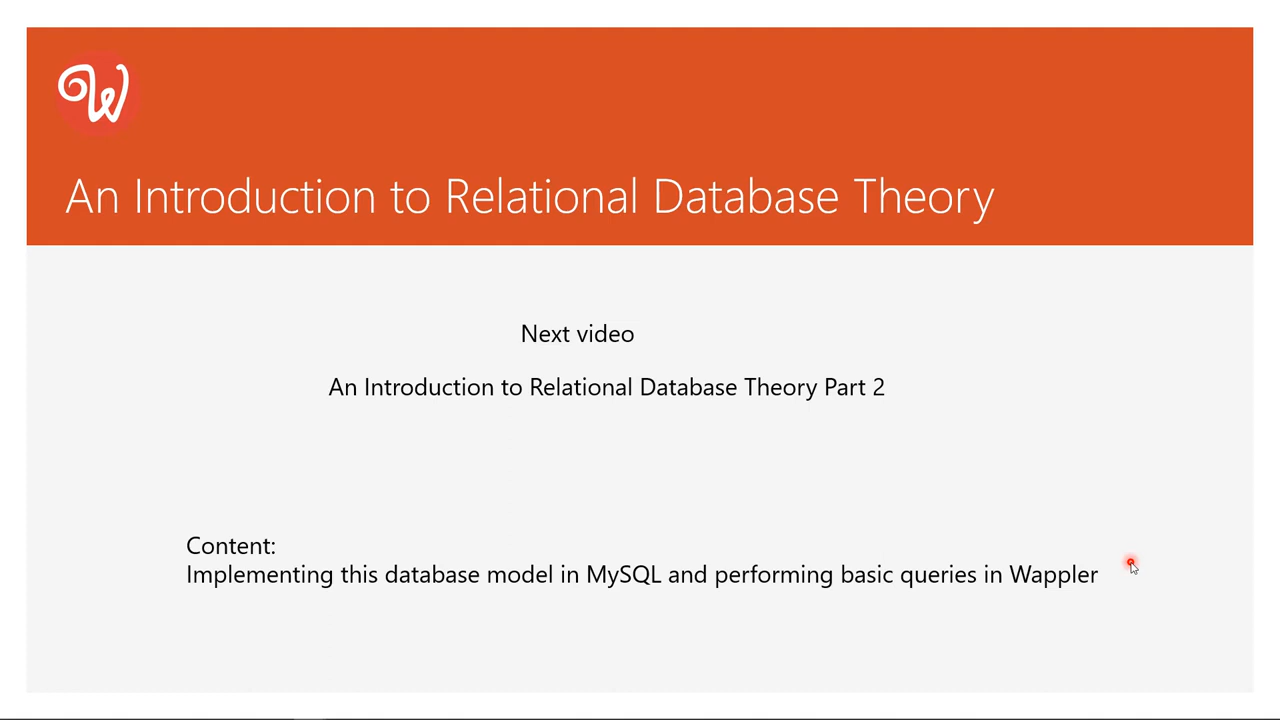 W
An Introduction to Relational Database Theory
Next video
An Introduction to Relational Database Theory Part 2
Content:
Implementing this database model in MySQL and performing basic queries in Wappler